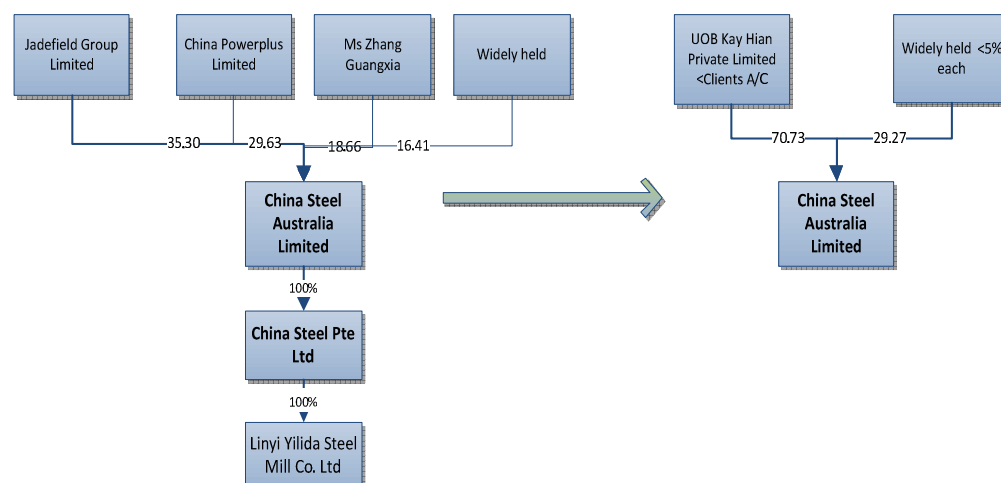 Jadefield Group
Limited
China Powerplus
Limited
Ms Zhang
Guangxia
Widely held
UOB Kay Hian
Private Limited
<Clients A/C
Widely held <5%
each
35.30
29.63
18.66
16.41
70.73
29.27
China Steel
Australia
Limited
China Steel
Australia
Limited
100%
China Steel Pte
Ltd
100%
Linyi Yilida Steel
Mill Co. Ltd